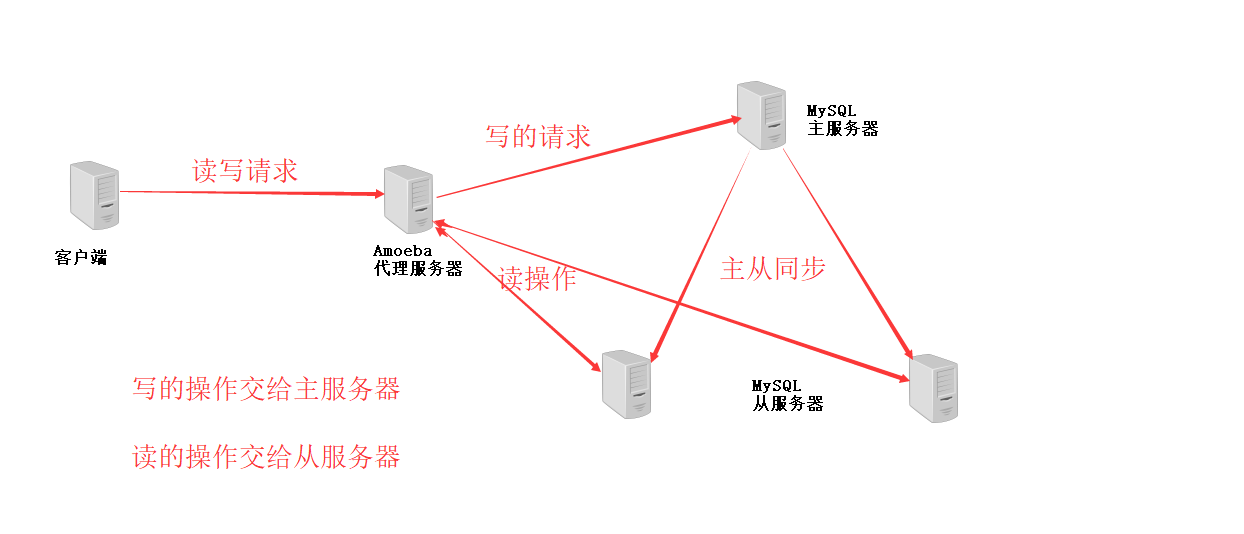 MySQL
主服务器
写的请求
读写请求
客户端
Amoeba
代理服务器
读操作
主从同步
MySQL
从服务器
写的操作交给主服务器
读的操作交给从服务器